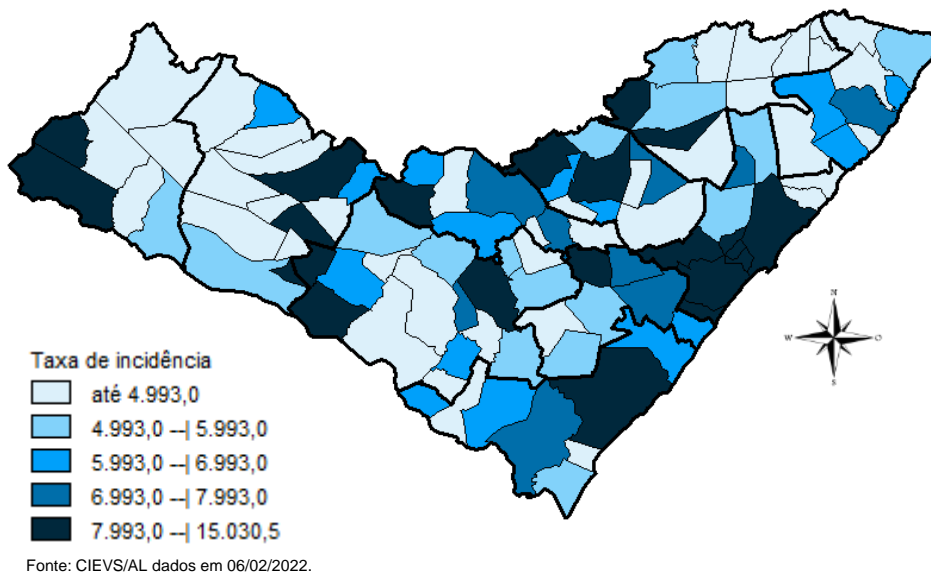 N
W
O
S
Taxa de incidência
até 4.993,0
4.993,0 --| 5.993,0
5.993,0 --| 6.993,0
6.993,0 --| 7.993,0
7.993,0 --| 15.030,5
Fonte: CIEVS/AL dados em 06/02/2022.